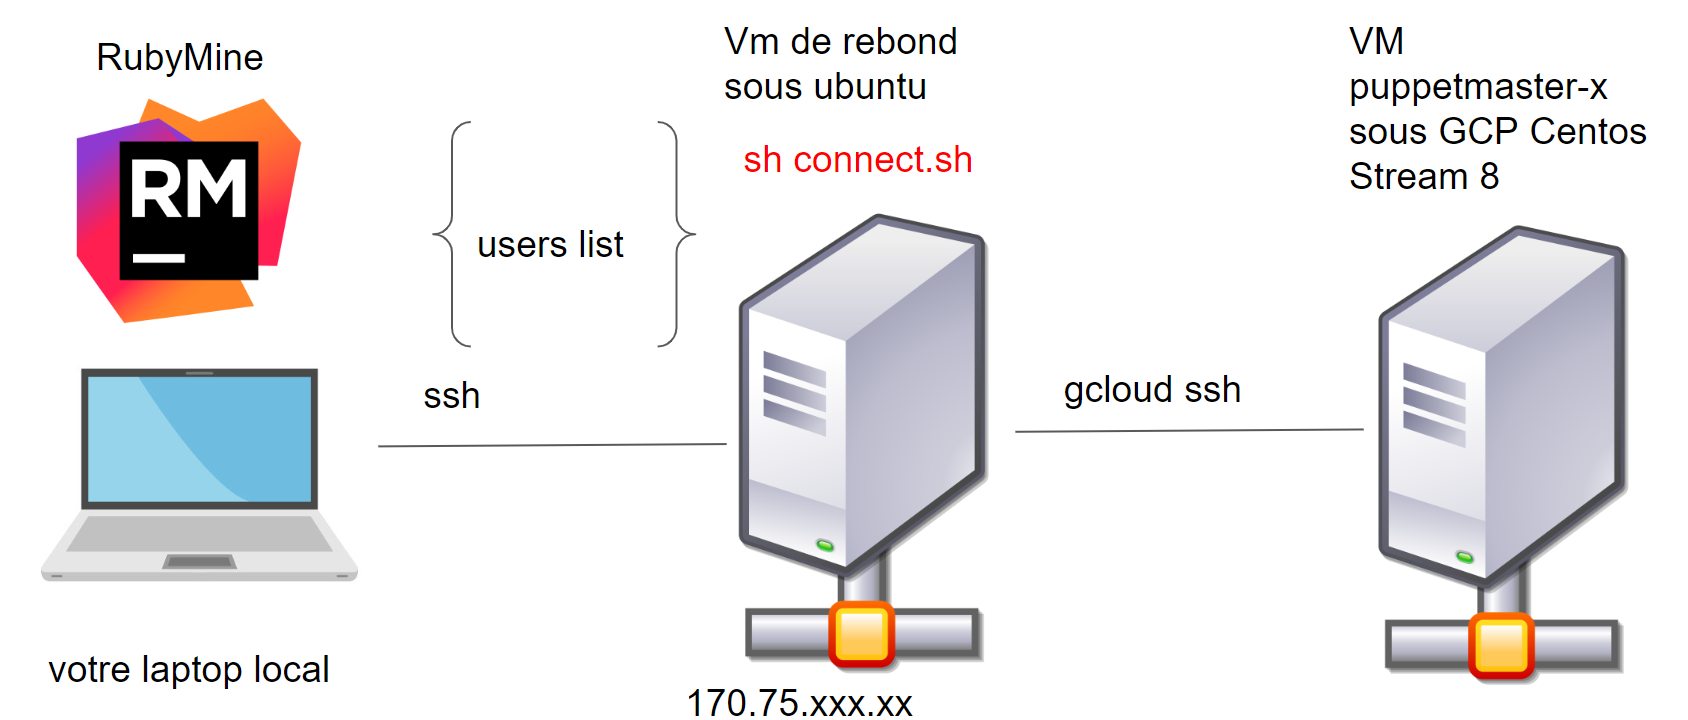 RubyMine
RM
votre laptop local
users list
ssh
Vm de rebond
sous ubuntu
sh connect.sh
170.75.xxx.xx
gcloud ssh
VM
puppetmaster-x
sous GCP Centos
Stream 8